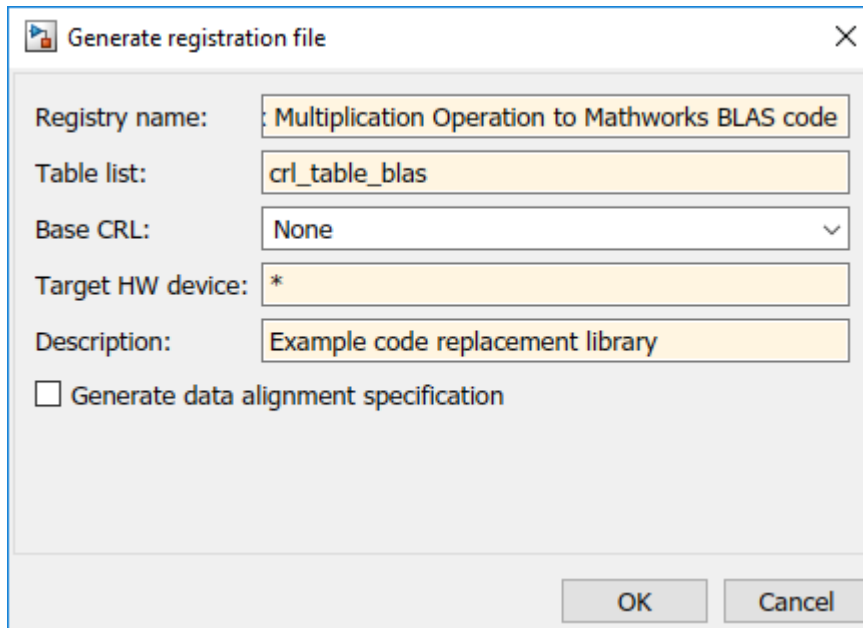 Generate registration file
Registry name: : Multiplication Operation to Mathworks BLAS code
Table list: crl_table_blas
Base CRL: None
Target HW device: *
Description: Example code replacement library
Generate data alignment specification
OK Cancel